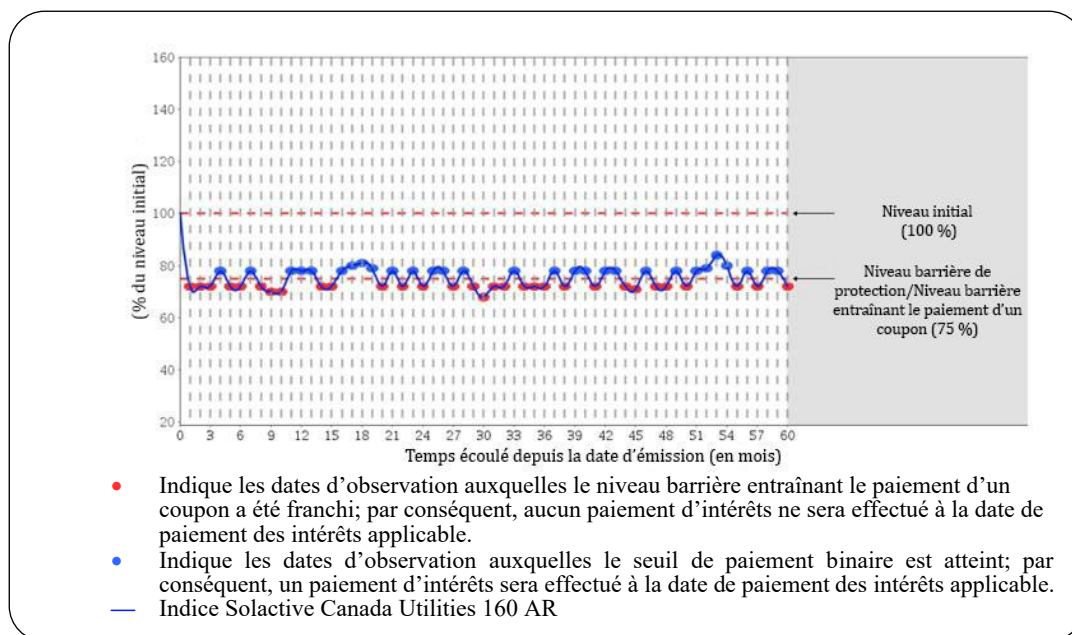 160
140
120
100
80
60
40
20
(% du niveau initial)
0 3 6 9 12 15 18 21 24 27 30 33 36 39 42 45 48 51 54 57 60
Temps écoulé depuis la date d'émission (en mois)
Niveau initial
(100 %)
Niveau barrière de
protection/Niveau barrière
entraînant le paiement d'un
coupon (75 %)
• Indique les dates d'observation auxquelles le niveau barrière entraînant le paiement d'un
coupon a été franchi; par conséquent, aucun paiement d'intérêts ne sera effectué à la date de
paiement des intérêts applicable.
• Indique les dates d'observation auxquelles le seuil de paiement binaire est atteint; par
conséquent, un paiement d'intérêts sera effectué à la date de paiement des intérêts applicable.
— Indice Solactive Canada Utilities 160 AR